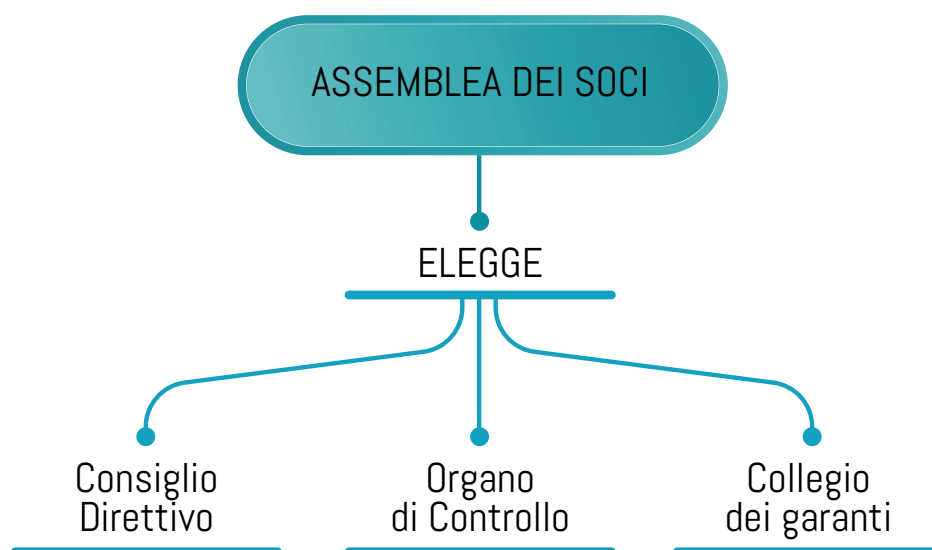 ASSEMBLEA DEI SOCI
ELEGGE
Consiglio
Direttivo
Organo
di Controllo
Collegio
dei garanti